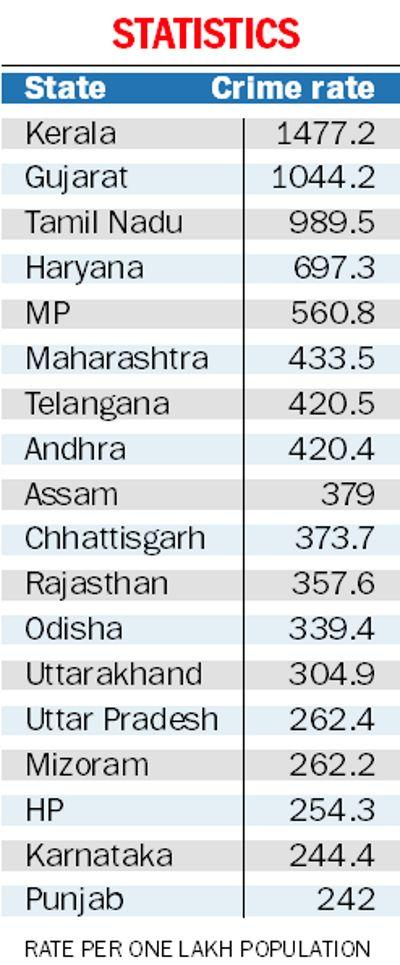 STATISTICS
State Crime rate
Kerala 1477.2
Gujarat 1044.2
Tamil Nadu 989.5
Haryana 697.3
MP 560.8
Maharashtra 433.5
Telangana 420.5
Andhra 420.4
Assam 379
Chhattisgarh 373.7
Rajasthan 357.6
Odisha 339.4
Uttarakhand 304.9
Uttar Pradesh 262.4
Mizoram 262.2
HP 254.3
Karnataka 244.4
Punjab 242
RATE PER ONE LAKH POPULATION